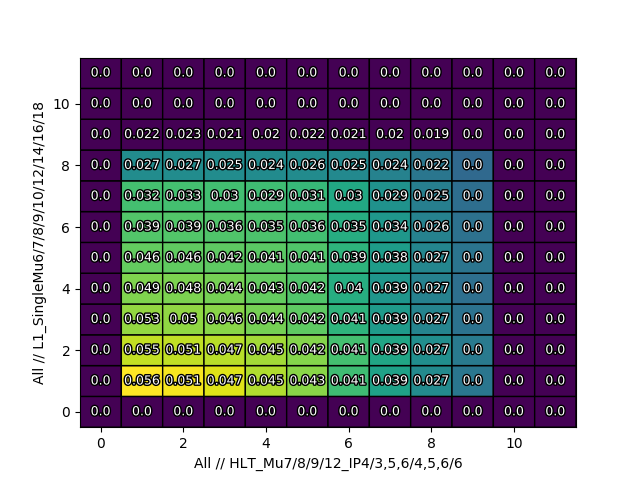 0.0 0.0 0.0 0.0 0.0 0.0 0.0 0.0 0.0 0.0 0.0 0.0
10 0.0 0.0 0.0 0.0 0.0 0.0 0.0 0.0 0.0 0.0 0.0 0.0
0.0 0.022 0.023 0.021 0.02 0.022 0.021 0.02 0.019 0.0 0.0 0.0
8 0.0 0.027 0.027 0.025 0.024 0.026 0.025 0.024 0.022 0.0 0.0 0.0
0.0 0.032 0.033 0.03 0.029 0.031 0.03 0.029 0.025 0.0 0.0 0.0
6 0.0 0.039 0.039 0.036 0.035 0.036 0.035 0.034 0.026 0.0 0.0 0.0
0.0 0.046 0.046 0.042 0.041 0.041 0.039 0.038 0.027 0.0 0.0 0.0
4 0.0 0.049 0.048 0.044 0.043 0.042 0.04 0.039 0.027 0.0 0.0 0.0
0.0 0.053 0.05 0.046 0.044 0.042 0.041 0.039 0.027 0.0 0.0 0.0
2 0.0 0.055 0.051 0.047 0.045 0.042 0.041 0.039 0.027 0.0 0.0 0.0
0.0 0.056 0.051 0.047 0.045 0.043 0.041 0.039 0.027 0.0 0.0 0.0
0 0.0 0.0 0.0 0.0 0.0 0.0 0.0 0.0 0.0 0.0 0.0 0.0
0 2 4 6 8 10
All // HLT_Mu7/8/9/12_IP4/3,5,6/4,5,6/6
All // L1_SingleMu6/7/8/9/10/12/14/16/18